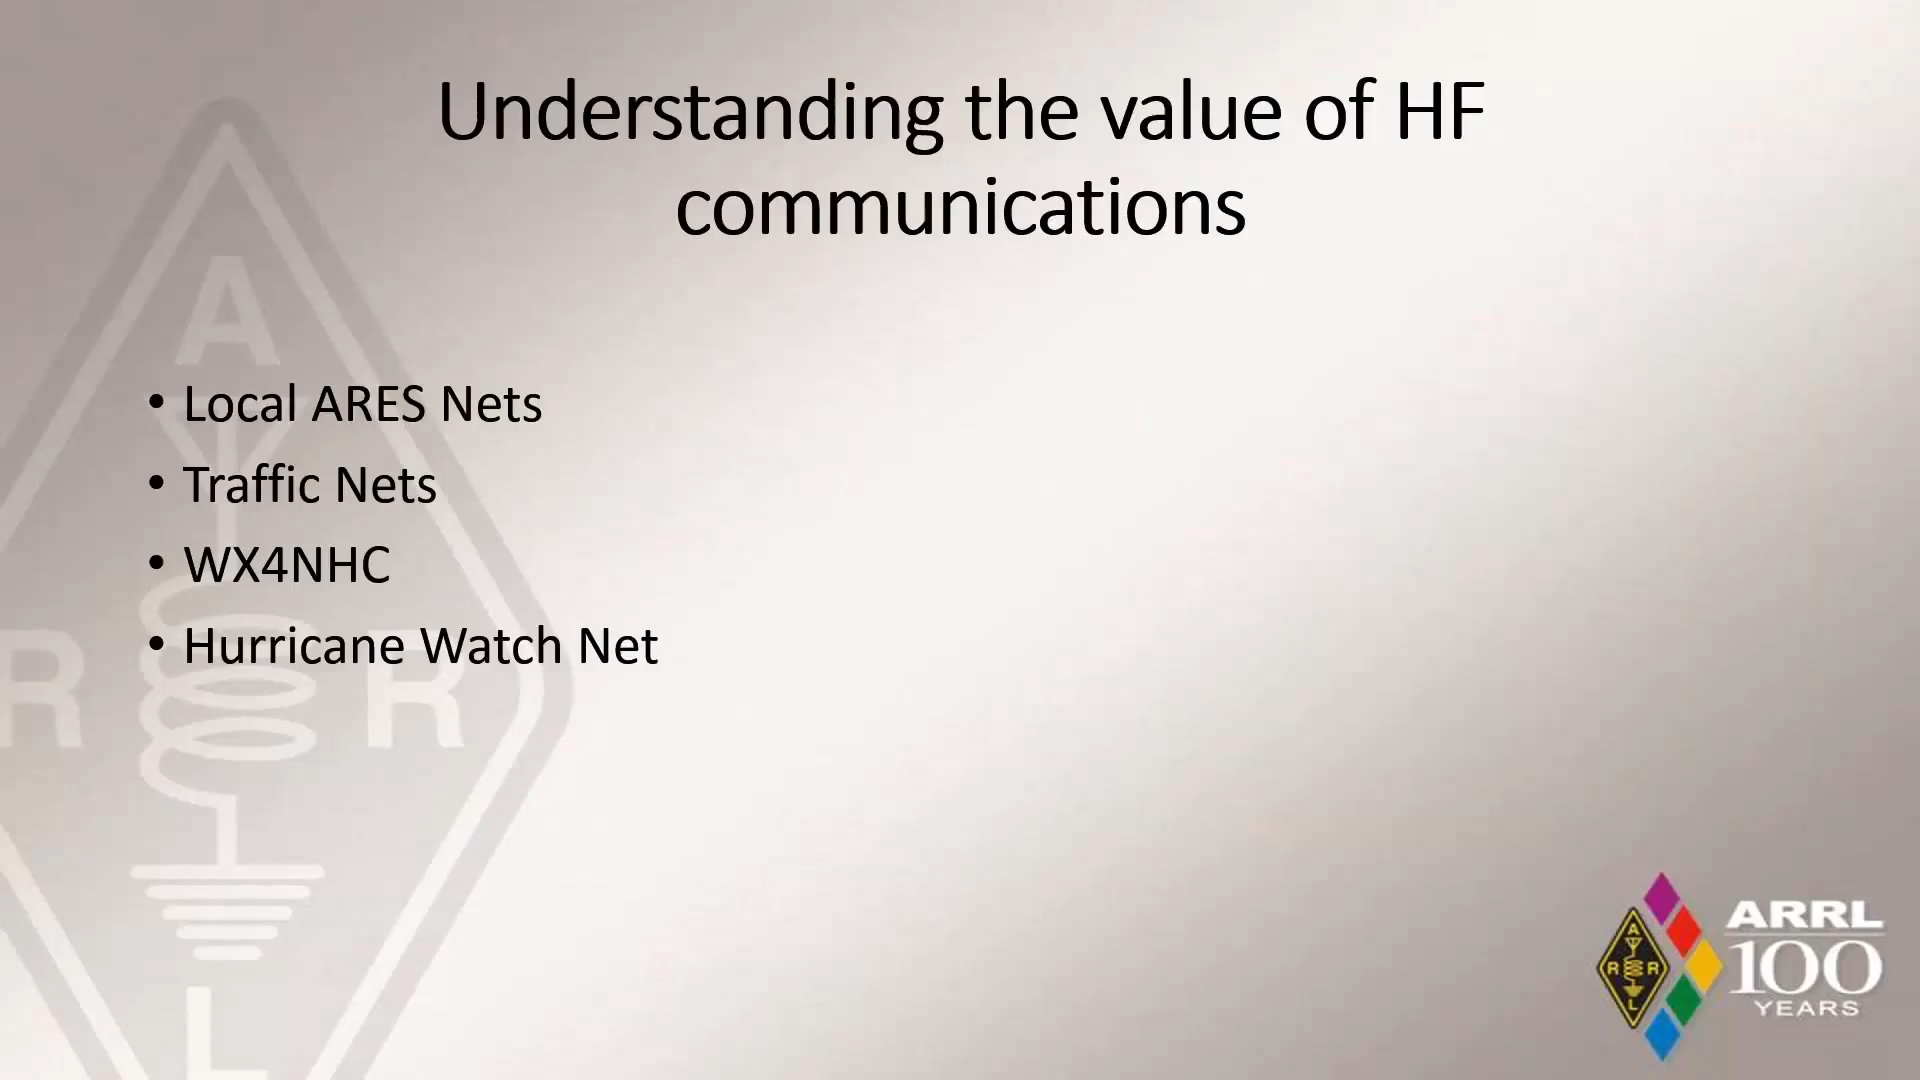 Understanding the value of HF
communications
• Local ARES Nets
• Traffic Nets
• WX4NHC
• Hurricane Watch Net
A
R R
L
A
R R
L
ARRL
100
YEARS